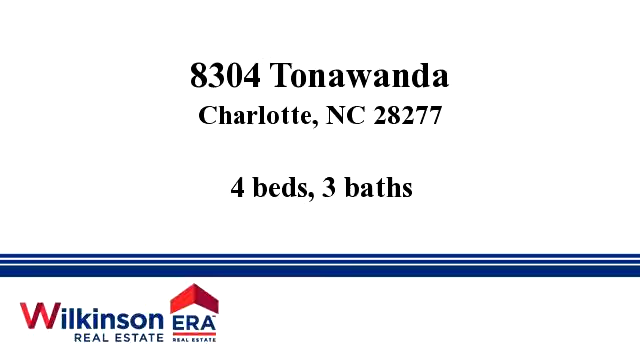 8304 Tonawanda
Charlotte, NC 28277
4 beds, 3 baths
Wilkinson ERA
REAL ESTATE REAL ESTATE